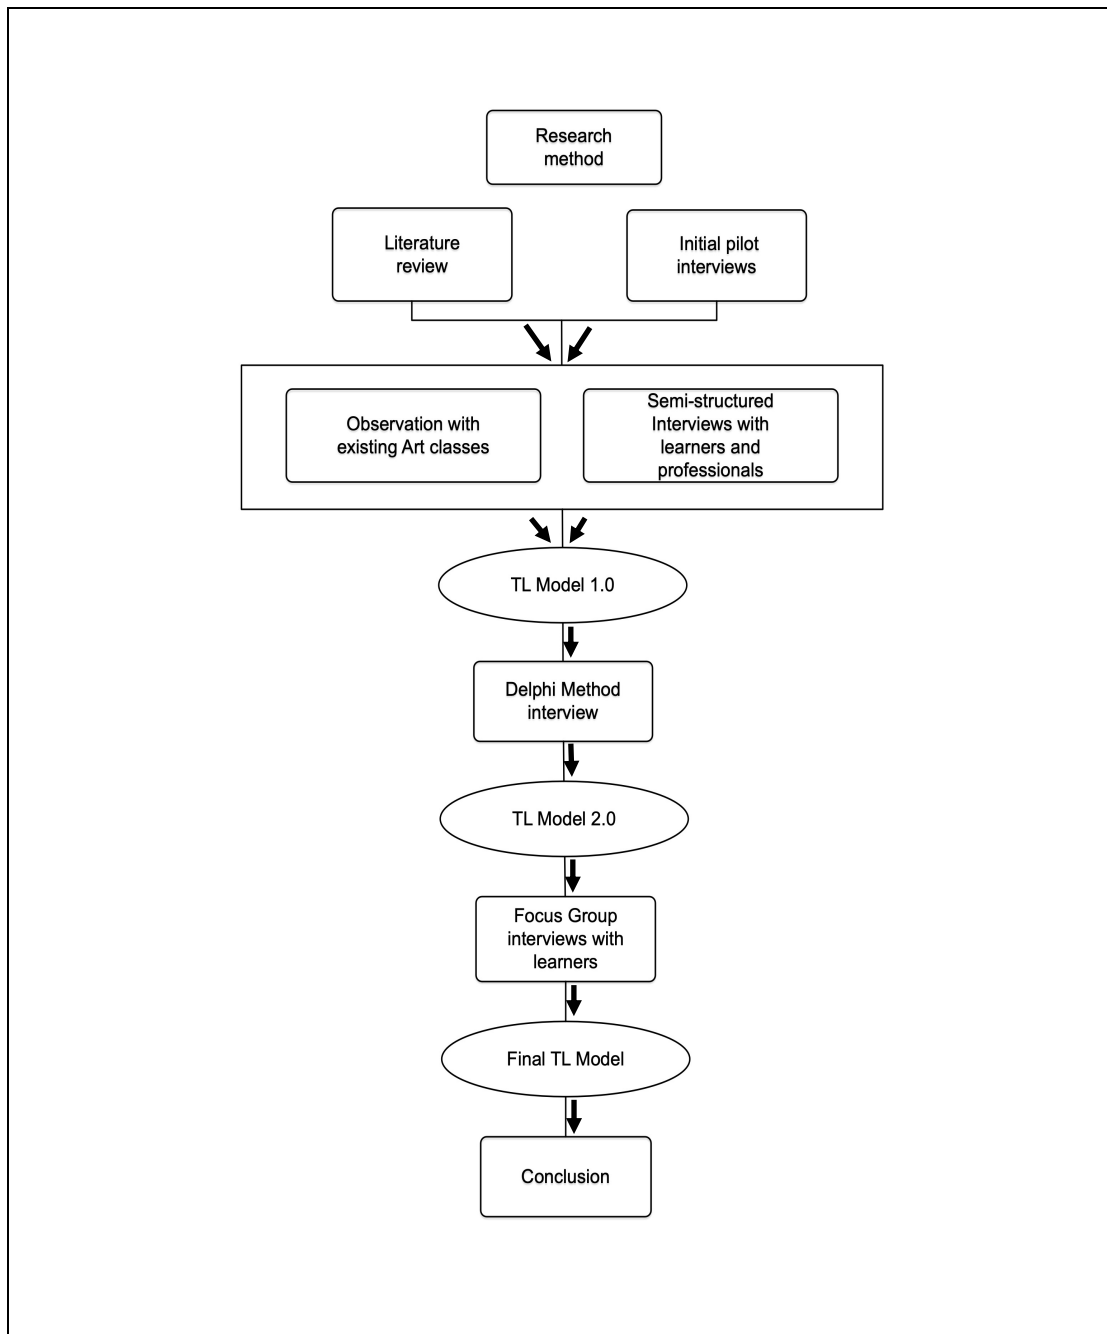 Research
method
Literature
review
Initial pilot
interviews
Observation with
existing Art classes
Semi-structured
Interviews with
learners and
professionals
TL Model 1.0
Delphi Method
interview
TL Model 2.0
Focus Group
interviews with
learners
Final TL Model
Conclusion